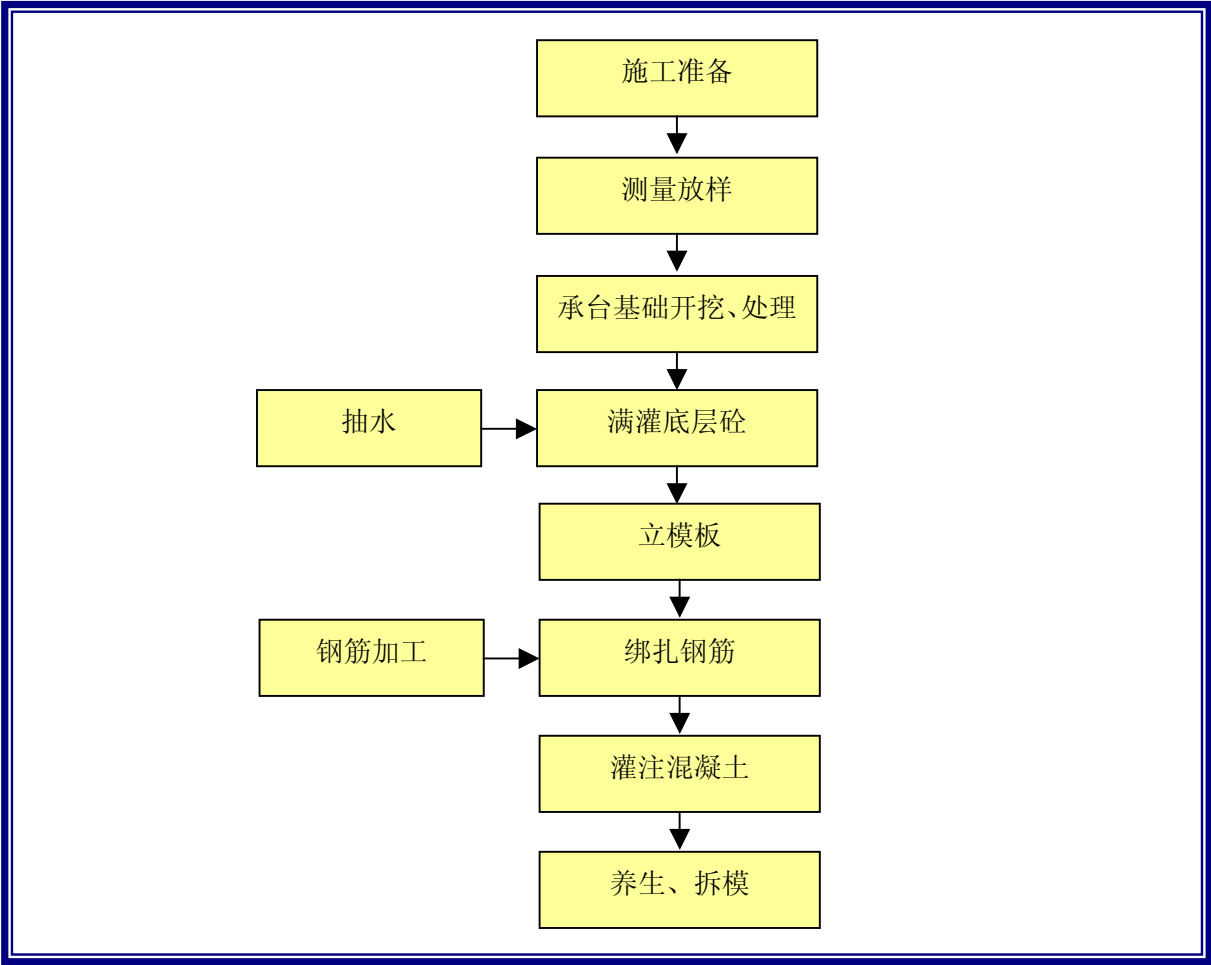 施工准备
测量放样
承台基础开挖、处理
抽水
满灌底层砼
立模板
钢筋加工
绑扎钢筋
灌注混凝土
养生、拆模